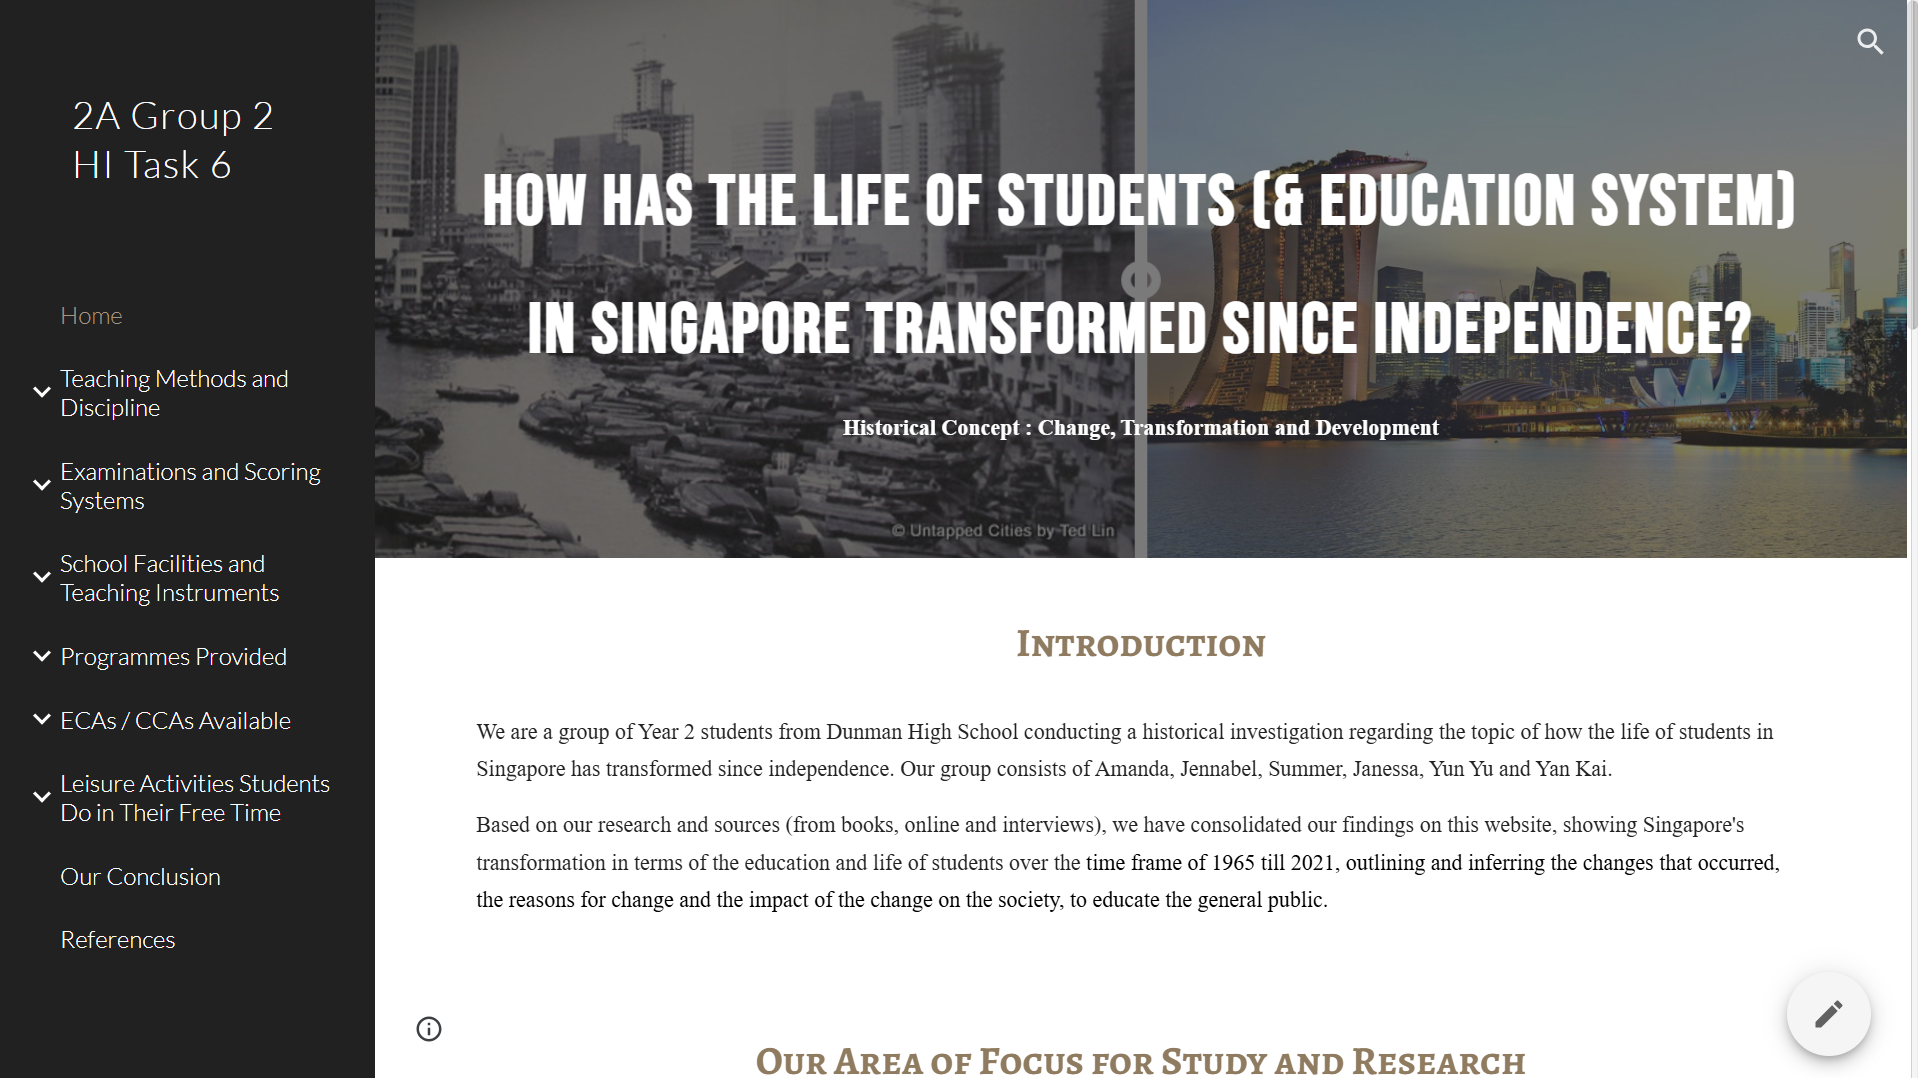 2A Group 2
HI Task 6
Home
Teaching Methods and
Discipline
Examinations and Scoring
Systems
School Facilities and
Teaching Instruments
Programmes Provided
ECAs / CCAs Available
Leisure Activities Students
Do in Their Free Time
Our Conclusion
References
HOW HAS THE LIFE OF STUDENTS (& EDUCATION SYSTEM)
IN SINGAPORE TRANSFORMED SINCE INDEPENDENCE?
Historical Concept : Change, Transformation and Development
© Untapped Cities by Ted Lin
Introduction
We are a group of Year 2 students from Dunman High School conducting a historical investigation regarding the topic of how the life of students in
Singapore has transformed since independence. Our group consists of Amanda, Jennabel, Summer, Janessa, Yun Yu and Yan Kai.
Based on our research and sources (from books, online and interviews), we have consolidated our findings on this website, showing Singapore's
transformation in terms of the education and life of students over the time frame of 1965 till 2021, outlining and inferring the changes that occurred,
the reasons for change and the impact of the change on the society, to educate the general public.
Our Area of Focus for Study and Research